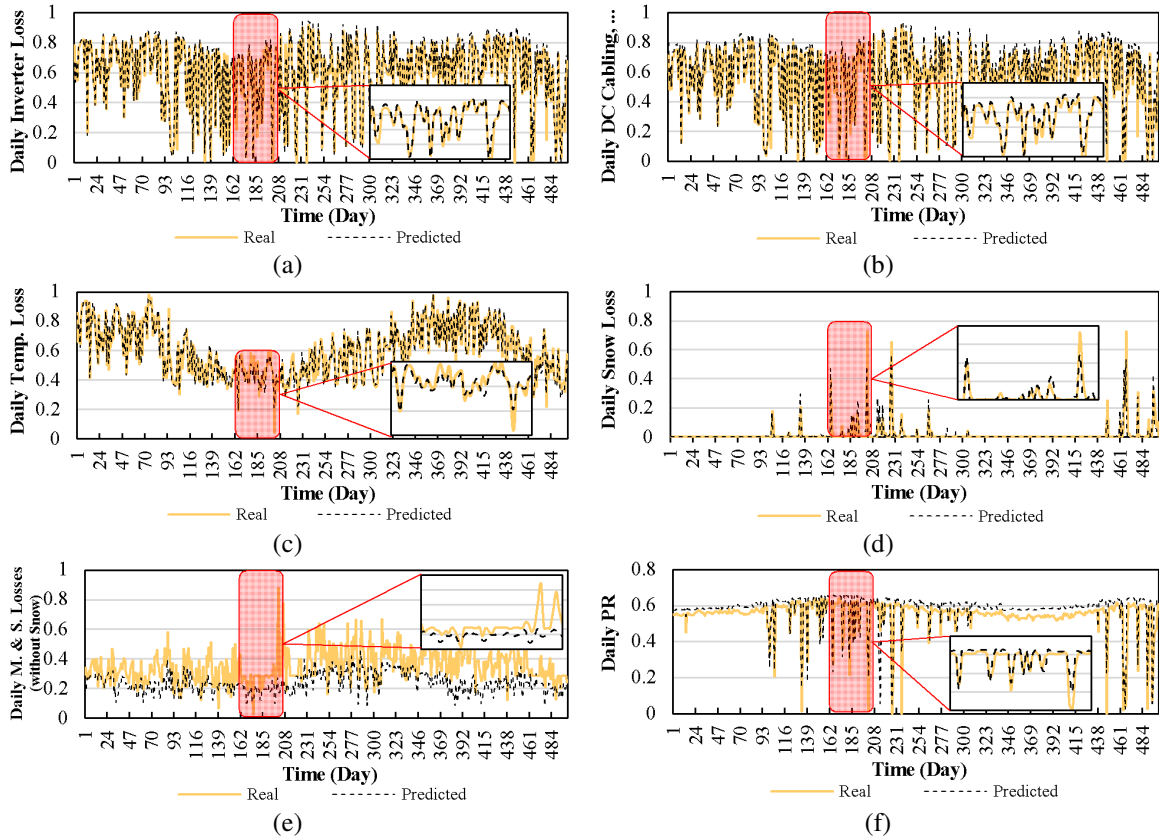 Daily Inverter Loss
1
0.8
0.6
0.4
0.2
0
1 24 47 70 93 116 139 162 185 208 231 254 277 300 323 346 369 392 415 438 461 484
Time (Day)
Real Predicted
(a)
Daily DC Cabling, ...
1
0.8
0.6
0.4
0.2
0
1 24 47 70 93 116 139 162 185 208 231 254 277 300 323 346 369 392 415 438 461 484
Time (Day)
Real Predicted
(b)
Daily Temp. Loss
1
0.8
0.6
0.4
0.2
0
1 24 47 70 93 116 139 162 185 208 231 254 277 300 323 346 369 392 415 438 461 484
Time (Day)
Real Predicted
(c)
Daily Snow Loss
1
0.8
0.6
0.4
0.2
0
1 24 47 70 93 116 139 162 185 208 231 254 277 300 323 346 369 392 415 438 461 484
Time (Day)
Real Predicted
(d)
Daily M. & S. Losses
(without Snow)
1
0.8
0.6
0.4
0.2
0
1 24 47 70 93 116 139 162 185 208 231 254 277 300 323 346 369 392 415 438 461 484
Time (Day)
Real Predicted
(e)
Daily PR
0.8
0.6
0.4
0.2
0
1 24 47 70 93 116 139 162 185 208 231 254 277 300 323 346 369 392 415 438 461 484
Time (Day)
Real Predicted
(f)